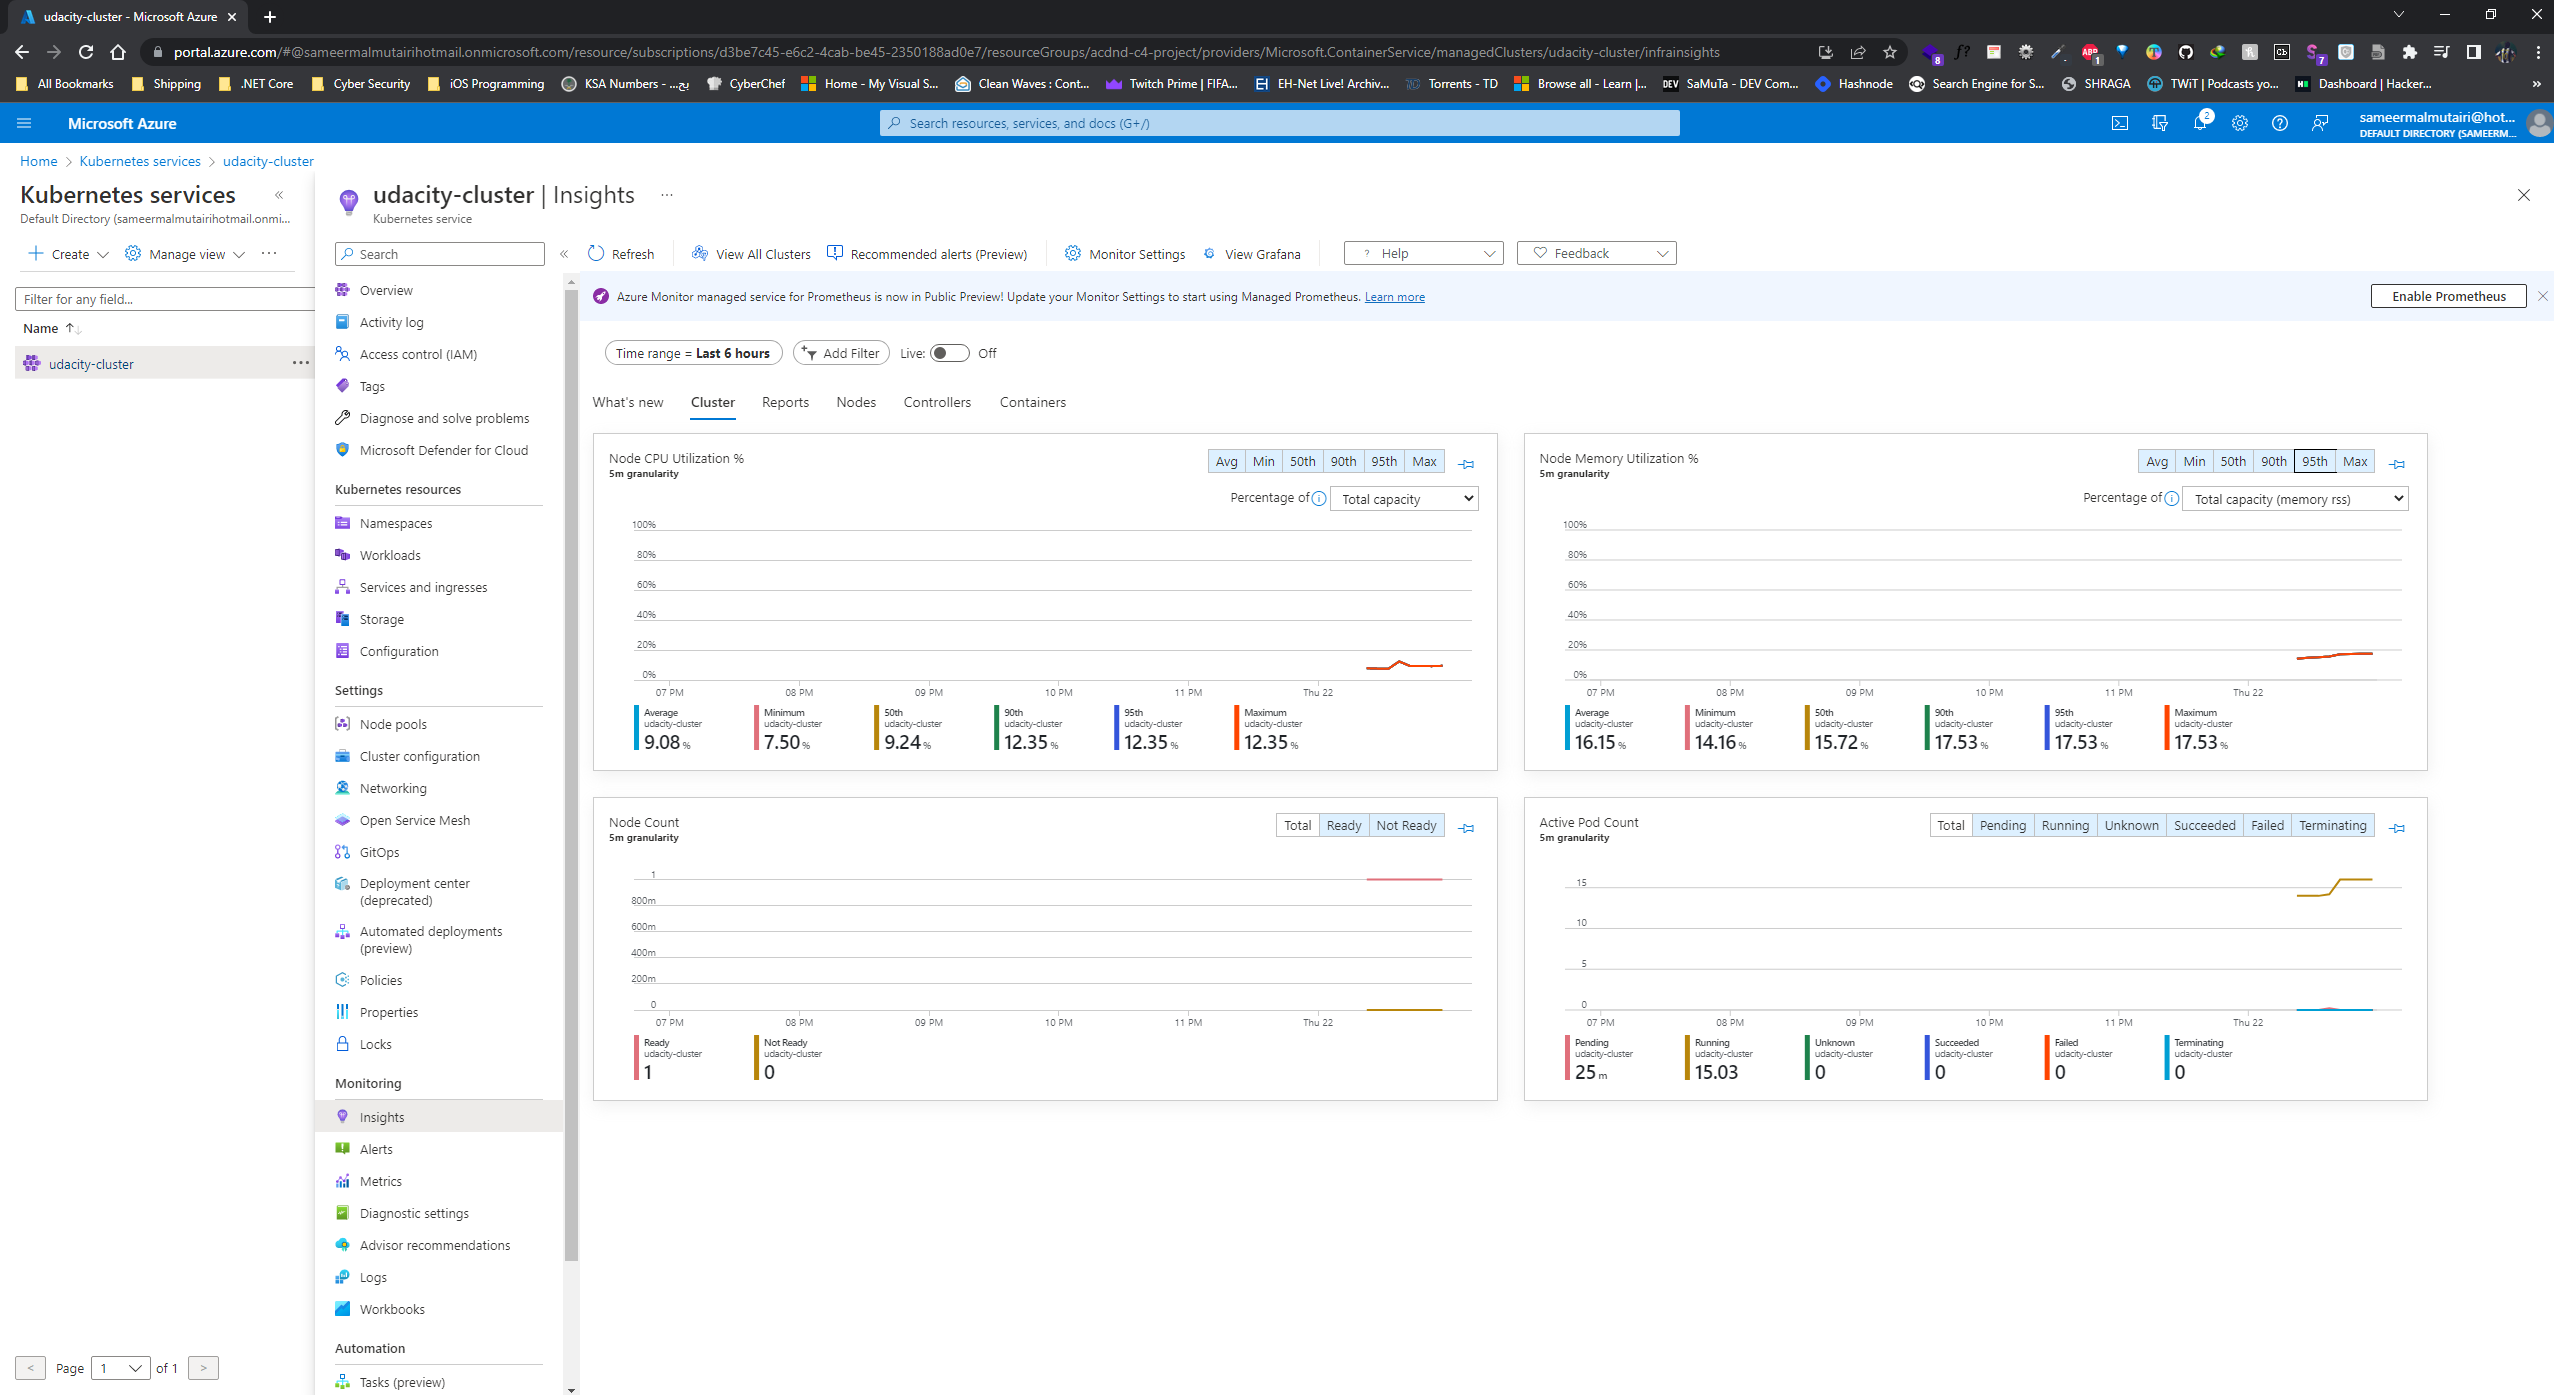 udacity-cluster - Microsoft Azure
portal.azure.com/#@sameermalmutairihotmail.onmicrosoft.com/resource/subscriptions/d3be7c45-e6c2-4cab-be45-2350188ad0e7/resourceGroups/acdnd-c4-project/providers/Microsoft.ContainerService/managedClusters/udacity-cluster/infrainsights
All Bookmarks
Shipping
.NET Core
Cyber Security
iOS Programming
KSA Numbers - ...
CyberChef
Home - My Visual S...
Clean Waves : Cont...
Twitch Prime | FIFA...
EH-Net Live! Archiv...
Torrents - TD
Browse all - Learn |...
SaMuTa - DEV Com...
Hashnode
Search Engine for S...
SHRAGA
TWiT | Podcasts yo...
Dashboard | Hacker...
Microsoft Azure
Search resources, services, and docs (G+/)
2
sameermalmutairi@hot...
DEFAULT DIRECTORY (SAMEERM...
Home > Kubernetes services > udacity-cluster
Kubernetes services
Default Directory (sameermalmutairihotmail.onmi...
Create
Manage view
Filter for any field...
Name
udacity-cluster
< Page 1 of 1 >
udacity-cluster | Insights
Kubernetes service
Search
Overview
Activity log
Access control (IAM)
Tags
Diagnose and solve problems
Microsoft Defender for Cloud
Kubernetes resources
Namespaces
Workloads
Services and ingresses
Storage
Configuration
Settings
Node pools
Cluster configuration
Networking
Open Service Mesh
GitOps
Deployment center
(deprecated)
Automated deployments
(preview)
Policies
Properties
Locks
Monitoring
Insights
Alerts
Metrics
Diagnostic settings
Advisor recommendations
Logs
Workbooks
Automation
Tasks (preview)
Refresh
View All Clusters
Recommended alerts (Preview)
Monitor Settings
View Grafana
? Help
Feedback
Azure Monitor managed service for Prometheus is now in Public Preview! Update your Monitor Settings to start using Managed Prometheus. Learn more
Enable Prometheus
Time range = Last 6 hours
Add Filter
Live: Off
What's new
Cluster
Reports
Nodes
Controllers
Containers
Node CPU Utilization %
5m granularity
Avg Min 50th 90th 95th Max
Percentage of Total capacity
100%
80%
60%
40%
20%
0%
07 PM 08 PM 09 PM 10 PM 11 PM Thu 22
Average Minimum 50th 90th 95th Maximum
udacity-cluster udacity-cluster udacity-cluster udacity-cluster udacity-cluster udacity-cluster
9.08 % 7.50 % 9.24 % 12.35 % 12.35 % 12.35 %
Node Memory Utilization %
5m granularity
Avg Min 50th 90th 95th Max
Percentage of Total capacity (memory rss)
100%
80%
60%
40%
20%
0%
07 PM 08 PM 09 PM 10 PM 11 PM Thu 22
Average Minimum 50th 90th 95th Maximum
udacity-cluster udacity-cluster udacity-cluster udacity-cluster udacity-cluster udacity-cluster
16.15 % 14.16 % 15.72 % 17.53 % 17.53 % 17.53 %
Node Count
5m granularity
Total Ready Not Ready
1
800m
600m
400m
200m
0
07 PM 08 PM 09 PM 10 PM 11 PM Thu 22
Ready Not Ready
udacity-cluster udacity-cluster
1 0
Active Pod Count
5m granularity
Total Pending Running Unknown Succeeded Failed Terminating
15
10
5
0
07 PM 08 PM 09 PM 10 PM 11 PM Thu 22
Pending Running Unknown Succeeded Failed Terminating
udacity-cluster udacity-cluster udacity-cluster udacity-cluster udacity-cluster udacity-cluster
25 m 15.03 0 0 0 0